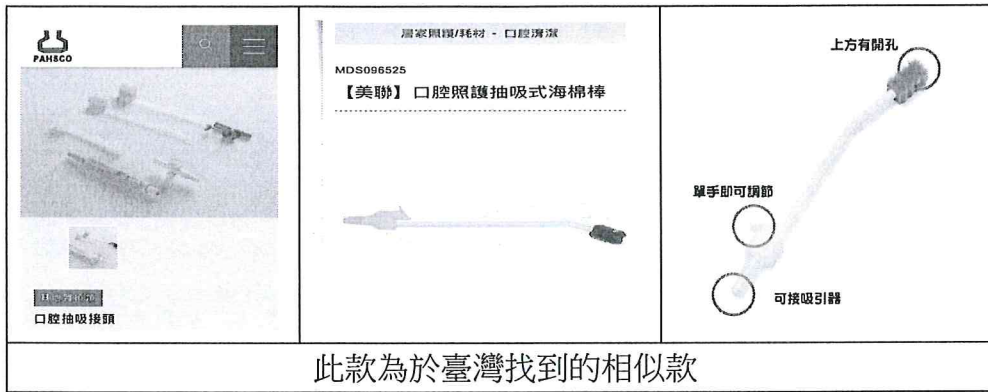 PAHSCO
口腔抽吸接頭
居家照護/耗材 - 口腔清潔
MDS096525
【美聯】口腔照護抽吸式海棉棒
上方有開孔
單手即可調節
可接吸引器
此款為於臺灣找到的相似款